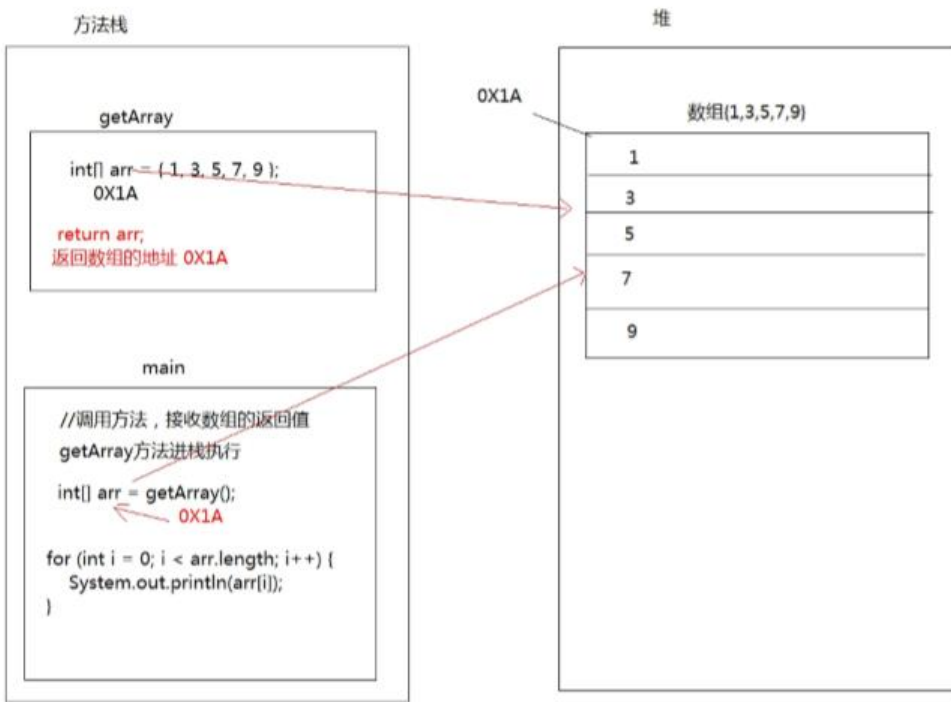 方法栈
堆
getArray
int[] arr = { 1, 3, 5, 7, 9 };
0X1A
return arr;
返回数组的地址 0X1A
main
//调用方法，接收数组的返回值
getArray方法进栈执行
int[] arr = getArray();
0X1A
for (int i = 0; i < arr.length; i++) {
System.out.println(arr[i]);
}
0X1A
数组(1,3,5,7,9)
1
3
5
7
9